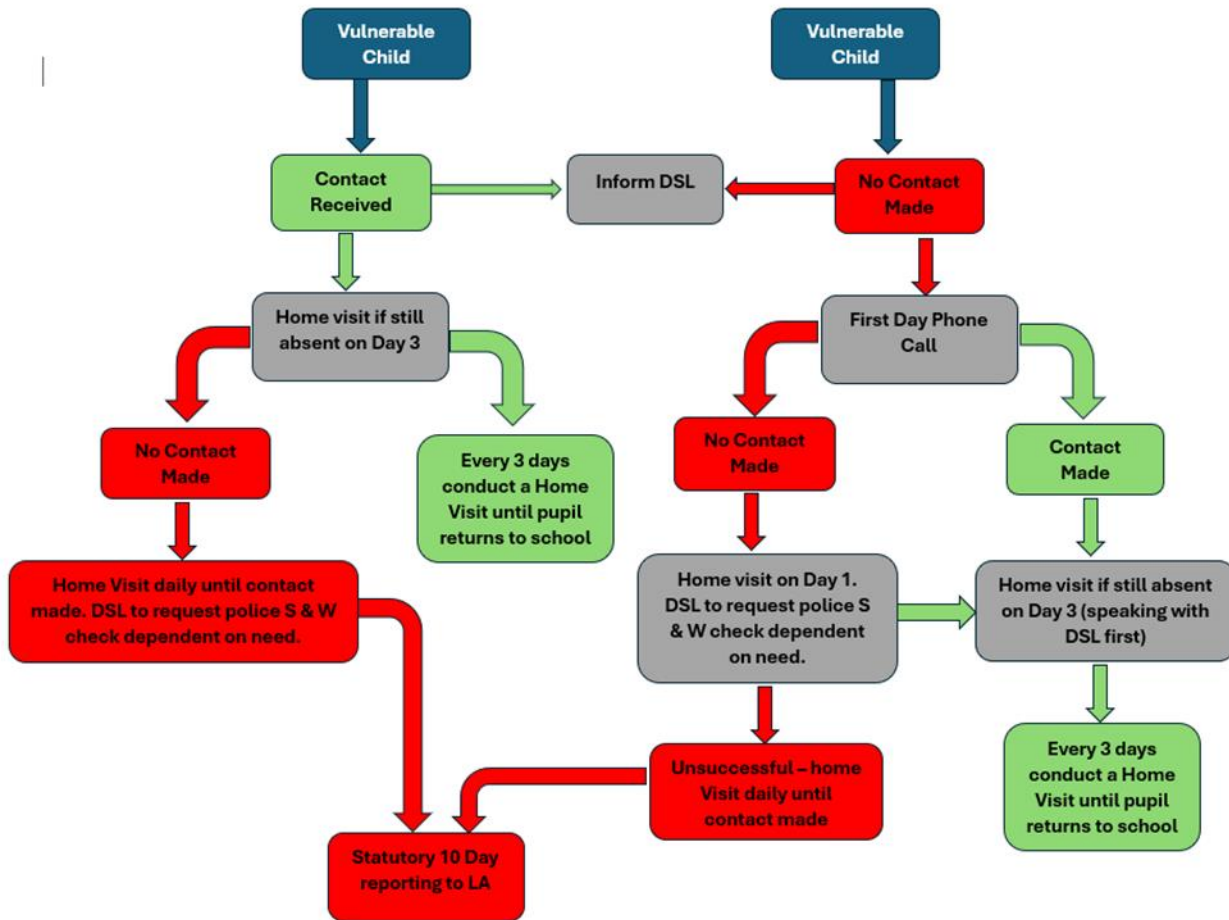 Vulnerable
Child
Vulnerable
Child
Contact
Received
Inform DSL
No Contact
Made
Home visit if still
absent on Day 3
First Day Phone
Call
No Contact
Made
Every 3 days
conduct a Home
Visit until pupil
returns to school
No Contact
Made
Contact
Made
Home Visit daily until contact
made. DSL to request police S & W
check dependent on need.
Home visit on Day 1.
DSL to request police S
& W check dependent
on need.
Home visit if still absent
on Day 3 (speaking with
DSL first)
Unsuccessful – home
Visit daily until
contact made
Every 3 days
conduct a Home
Visit until pupil
returns to school
Statutory 10 Day
reporting to LA